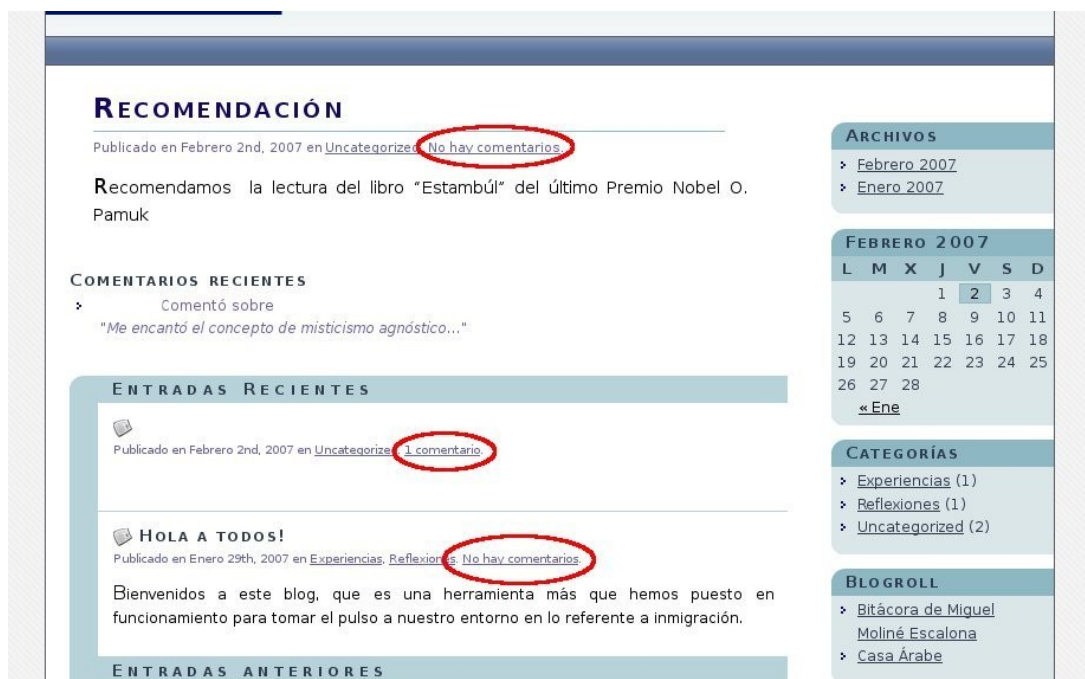 RECOMENDACIÓN
Publicado en Febrero 2nd, 2007 en Uncategorized. No hay comentarios.
Recomendamos la lectura del libro "Estambúl" del último Premio Nobel O.
Pamuk
COMENTARIOS RECIENTES
Comentó sobre
"Me encantó el concepto de misticismo agnóstico..."
ENTRADAS RECIENTES
Publicado en Febrero 2nd, 2007 en Uncategorized. 1 comentario.
HOLA A TODOS!
Publicado en Enero 29th, 2007 en Experiencias, Reflexiones. No hay comentarios.
Bienvenidos a este blog, que es una herramienta más que hemos puesto en
funcionamiento para tomar el pulso a nuestro entorno en lo referente a inmigración.
ENTRADAS ANTERIORES
ARCHIVOS
Febrero 2007
Enero 2007
FEBRERO 2007
L M X J V S D
1 2 3 4
5 6 7 8 9 10 11
12 13 14 15 16 17 18
19 20 21 22 23 24 25
26 27 28
« Ene
CATEGORÍAS
Experiencias (1)
Reflexiones (1)
Uncategorized (2)
BLOGROLL
Bitácora de Miguel
Moliné Escalona
Casa Árabe